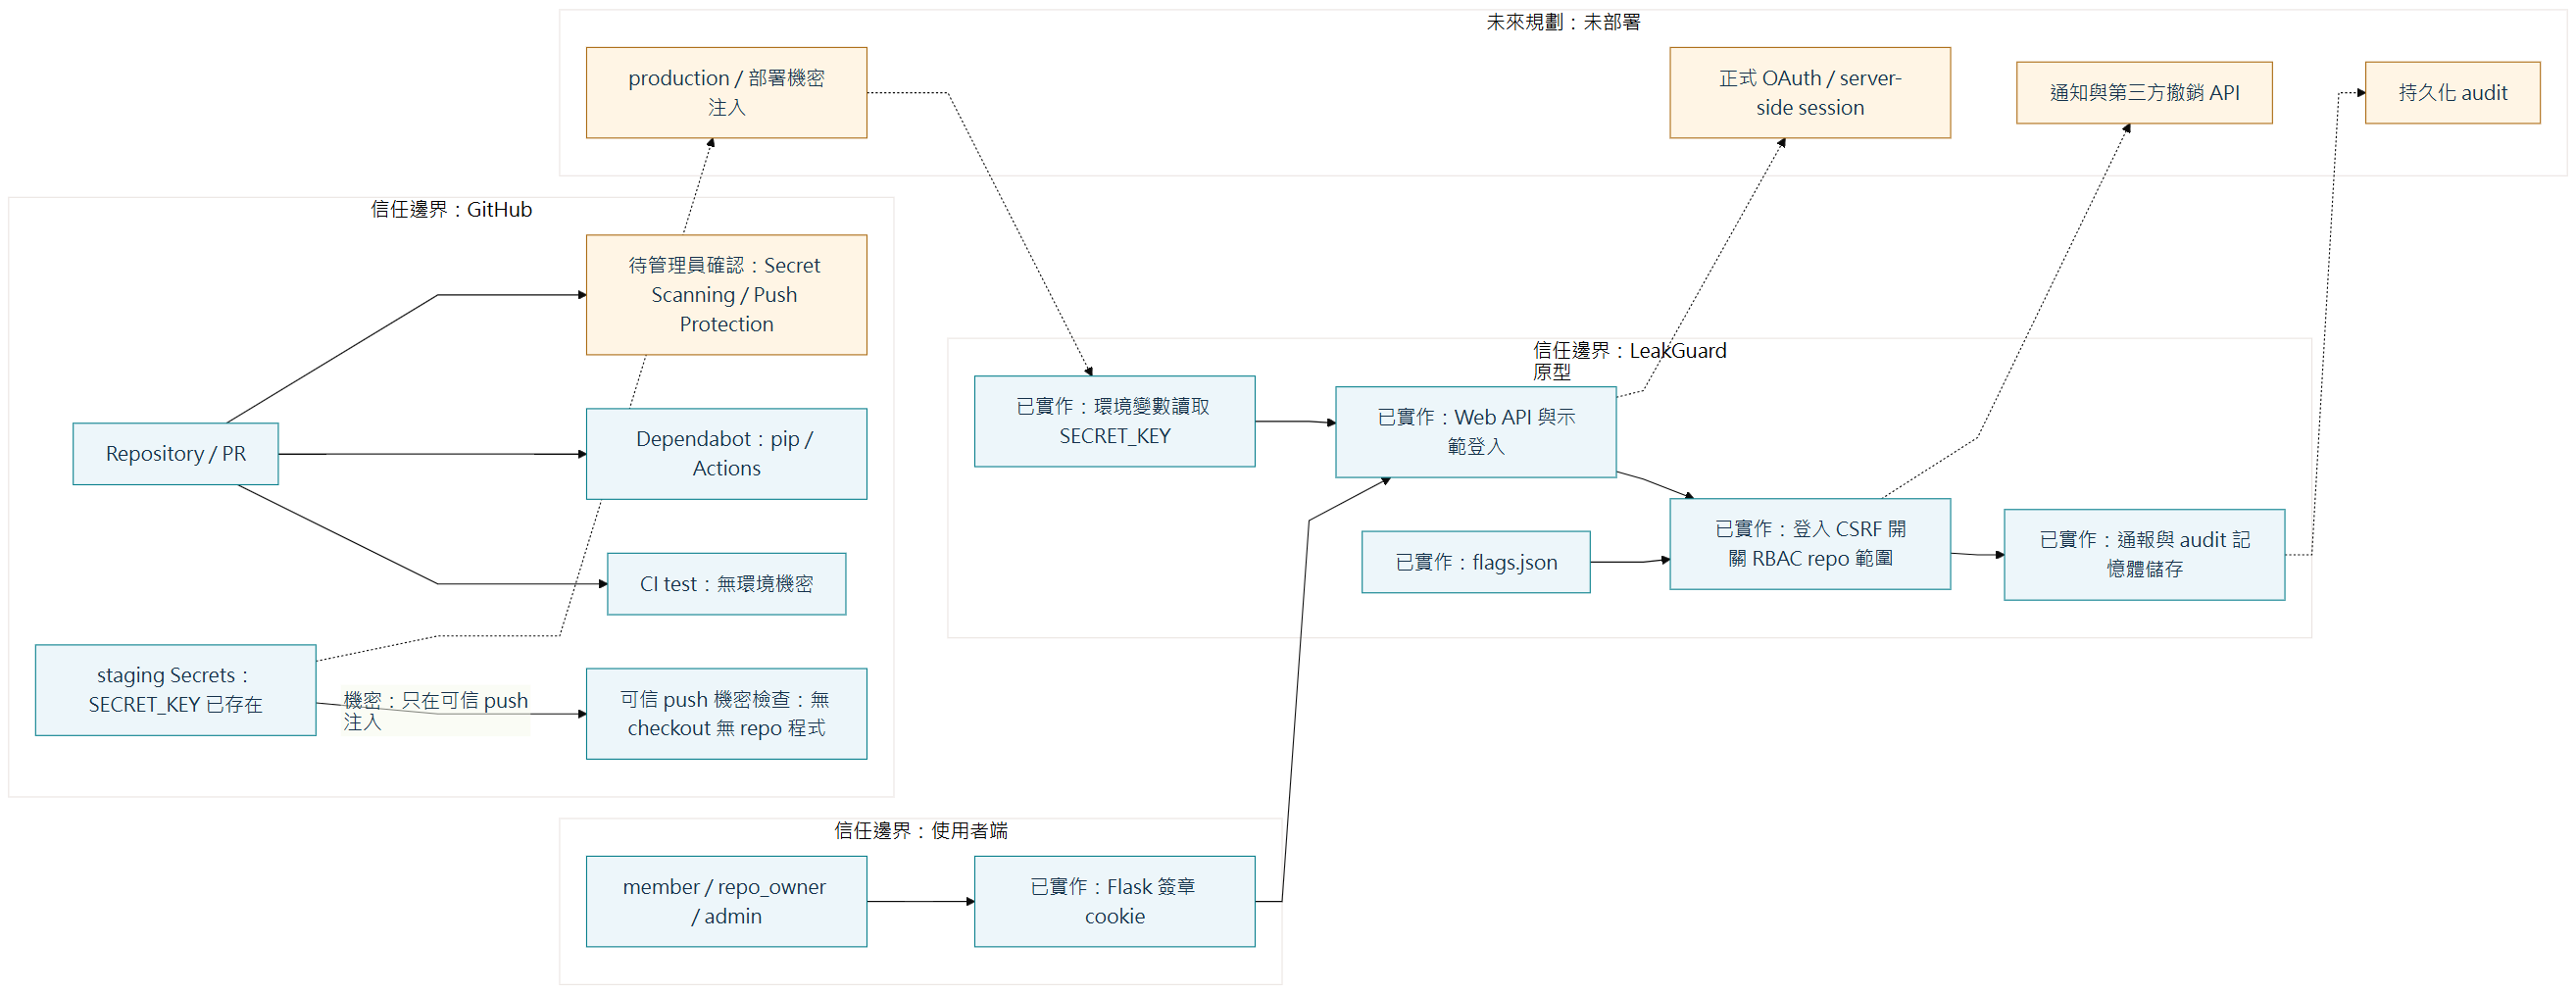 未來規劃：未部署
production / 部署機密
注入
正式 OAuth / server-
side session
通知與第三方撤銷 API
持久化 audit
信任邊界：GitHub
待管理員確認：Secret
Scanning / Push
Protection
Repository / PR
Dependabot：pip /
Actions
CI test：無環境機密
staging Secrets：
SECRET_KEY 已存在
機密：只在可信 push
注入
可信 push 機密檢查：無
checkout 無 repo 程式
信任邊界：LeakGuard
原型
已實作：環境變數讀取
SECRET_KEY
已實作：Web API 與示
範登入
已實作：flags.json
已實作：登入 CSRF 開
關 RBAC repo 範圍
已實作：通報與 audit 記
憶體儲存
信任邊界：使用者端
member / repo_owner
/ admin
已實作：Flask 簽章
cookie